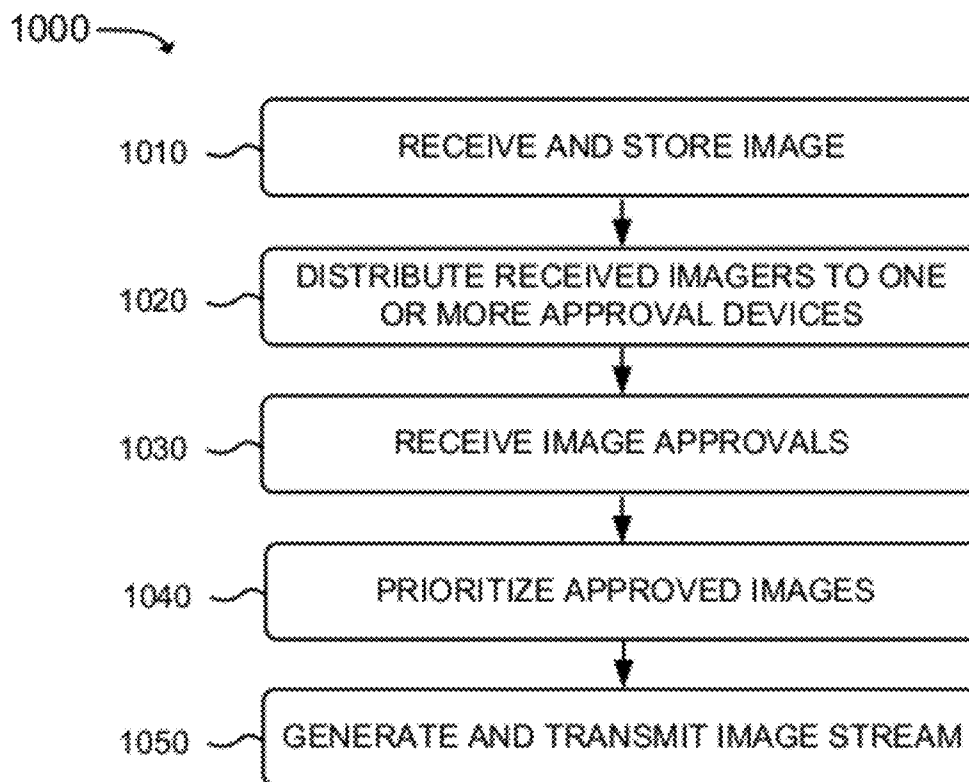 1000
1010
RECEIVE AND STORE IMAGE
1020
DISTRIBUTE RECEIVED IMAGERS TO ONE
OR MORE APPROVAL DEVICES
1030
RECEIVE IMAGE APPROVALS
1040
PRIORITIZE APPROVED IMAGES
1050
GENERATE AND TRANSMIT IMAGE STREAM